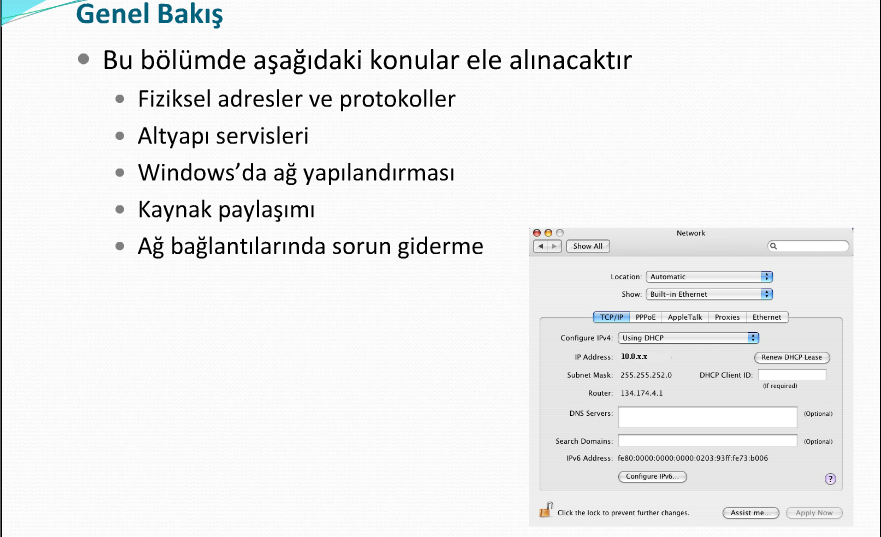 Genel Bakış
Bu bölümde aşağıdaki konular ele alınacaktır
Fiziksel adresler ve protokoller
Altyapı servisleri
Windows’da ağ yapılandırması
Kaynak paylaşımı
Ağ bağlantılarında sorun giderme
Network
Show All
Location: Automatic
Show: Built-in Ethernet
TCP/IP PPPoE AppleTalk Proxies Ethernet
Configure IPv4: Using DHCP
IP Address: 10.0.x.x Renew DHCP Lease
Subnet Mask: 255.255.252.0 DHCP Client ID:
(If required)
Router: 134.174.4.1
DNS Servers: (Optional)
Search Domains: (Optional)
IPv6 Address: fe80:0000:0000:0000:0203:93ff:fe73:b006
Configure IPv6...
?
Click the lock to prevent further changes. Assist me... Apply Now